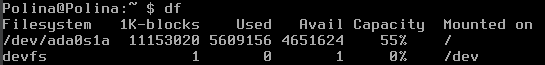 Polina@Polina:~ $ df
Filesystem  1K-blocks    Used   Avail Capacity  Mounted on
/dev/ada0s1a 11153020 5609156 4651624    55%    /
devfs               1       0       1     0%    /dev